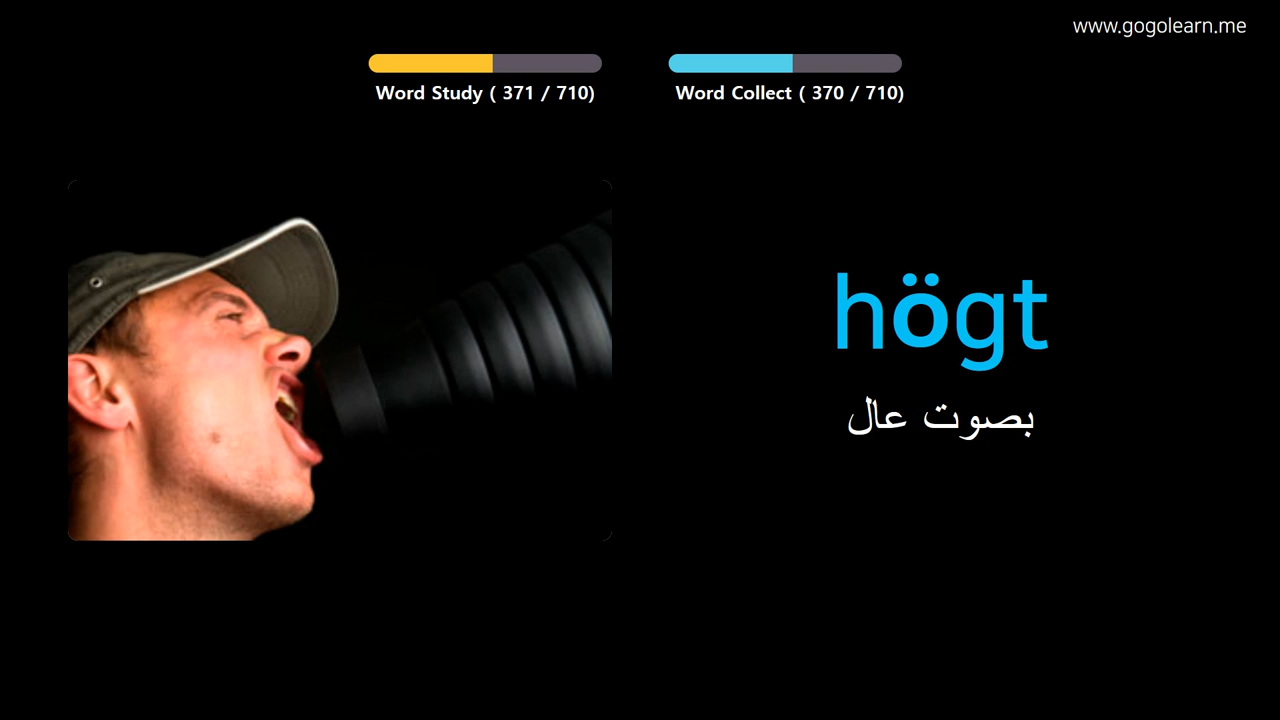 www.gogolearn.me
Word Study ( 371 / 710)
Word Collect ( 370 / 710)
högt
بصوت عال